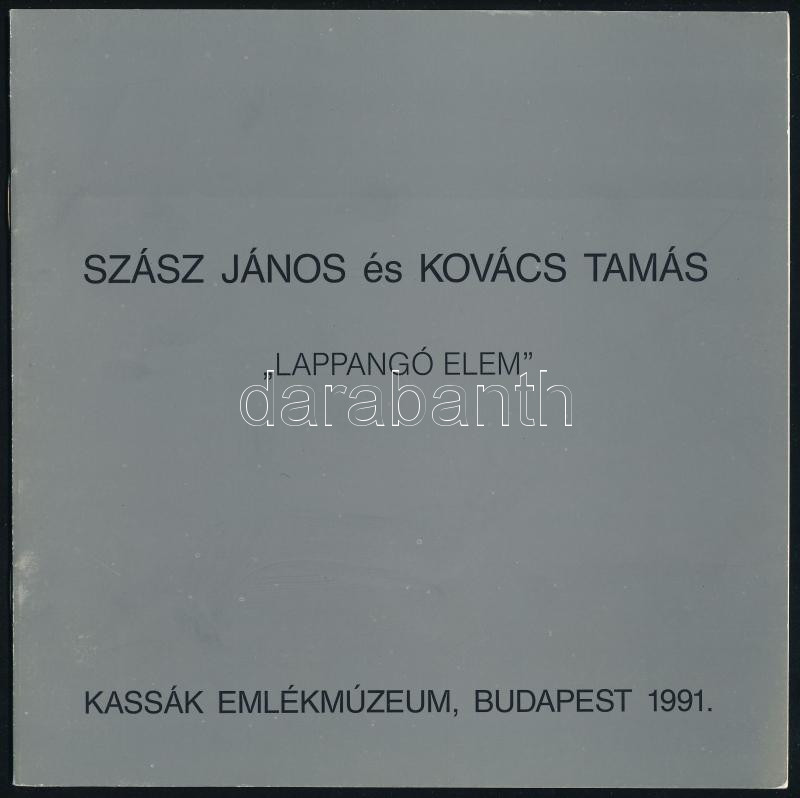 SZÁSZ JÁNOS és KOVÁCS TAMÁS
„LAPPANGÓ ELEM”
darabanth
KASSÁK EMLÉKMÚZEUM, BUDAPEST 1991.